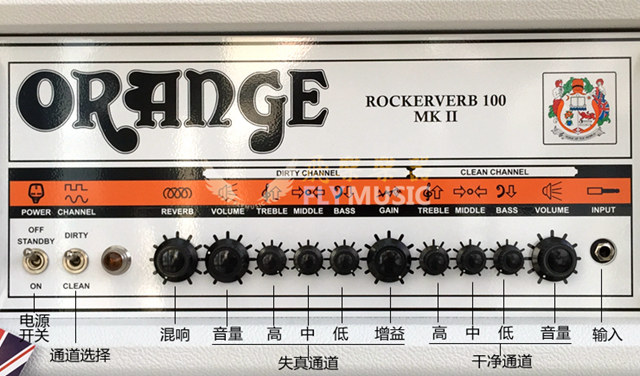 ORANGE
ROCKERVERB 100
MK II
DIRTY CHANNEL CLEAN CHANNEL
FLYMUSIC
POWER CHANNEL REVERB VOLUME TREBLE MIDDLE BASS GAIN TREBLE MIDDLE BASS VOLUME INPUT
OFF DIRTY
STANDBY
ON CLEAN
电源 混响 音量 高 中 低 增益 高 中 低 音量 输入
开关
通道选择 失真通道 干净通道